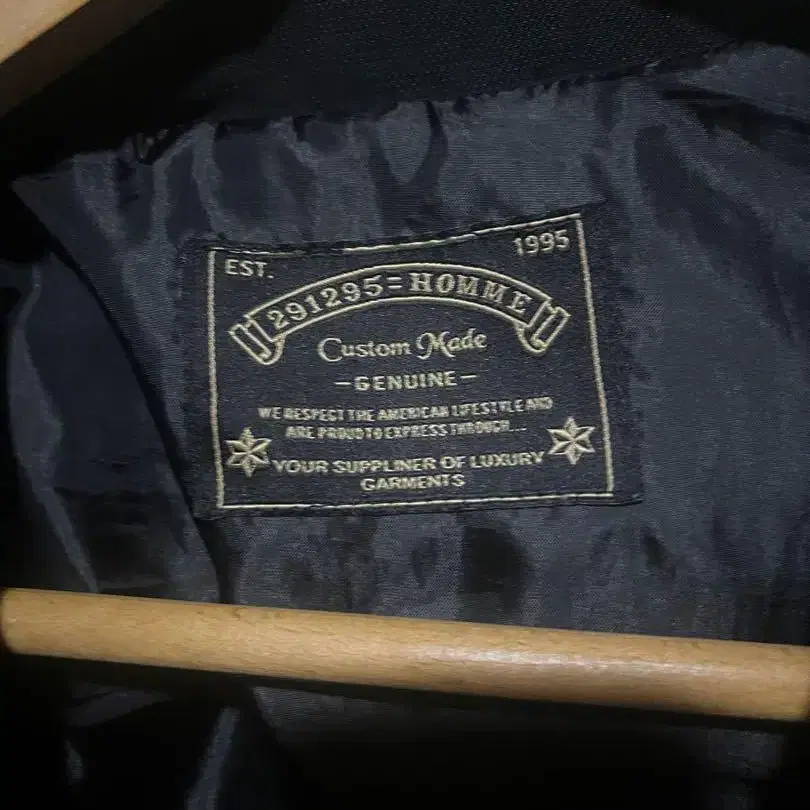 EST. 1995
291295=HOMME
Custom Made
-GENUINE-
WE RESPECT THE AMERICAN LIFESTYLE AND
ARE PROUD TO EXPRESS THROUGH...
YOUR SUPPLINER OF LUXURY
GARMENTS